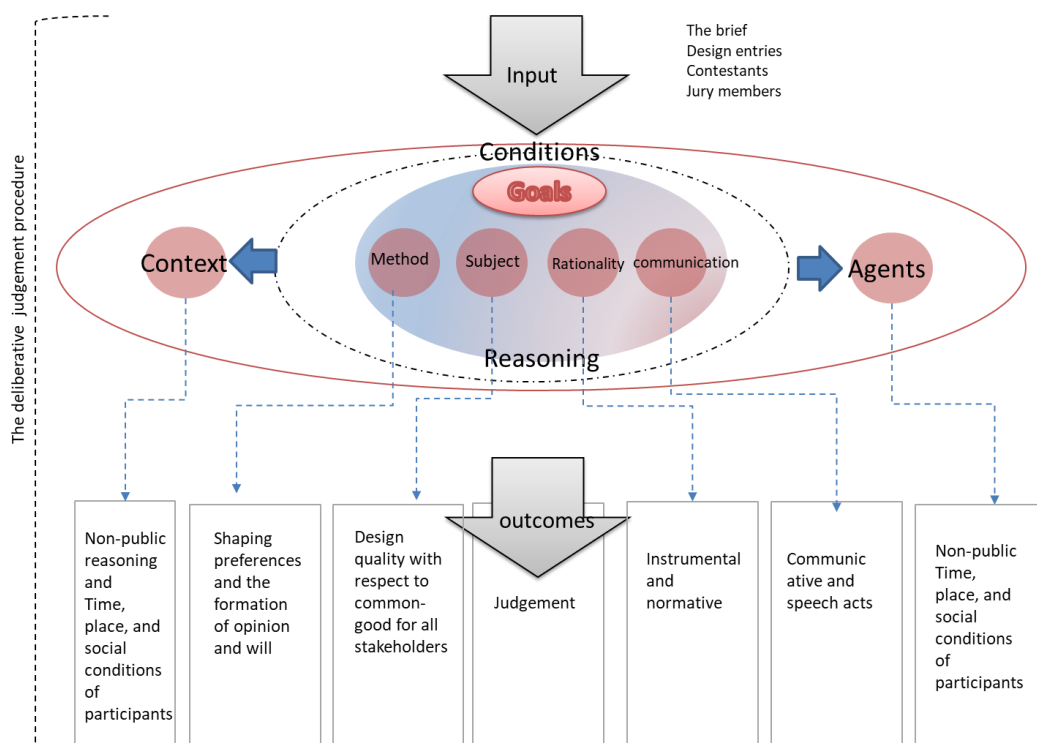 The brief
Design entries
Contestants
Jury members
Input
The deliberative judgement procedure
Conditions
Goals
Context
Method
Subject
Rationality
communication
Agents
Reasoning
outcomes
Non-public
reasoning
and
Time,
place, and
social
conditions
of
participants
Shaping
preferences
and the
formation
of opinion
and will
Design
quality with
respect to
common-
good for all
stakeholders
Judgement
Instrumental
and
normative
Communic
ative and
speech acts
Non-public
Time,
place, and
social
conditions
of
participants